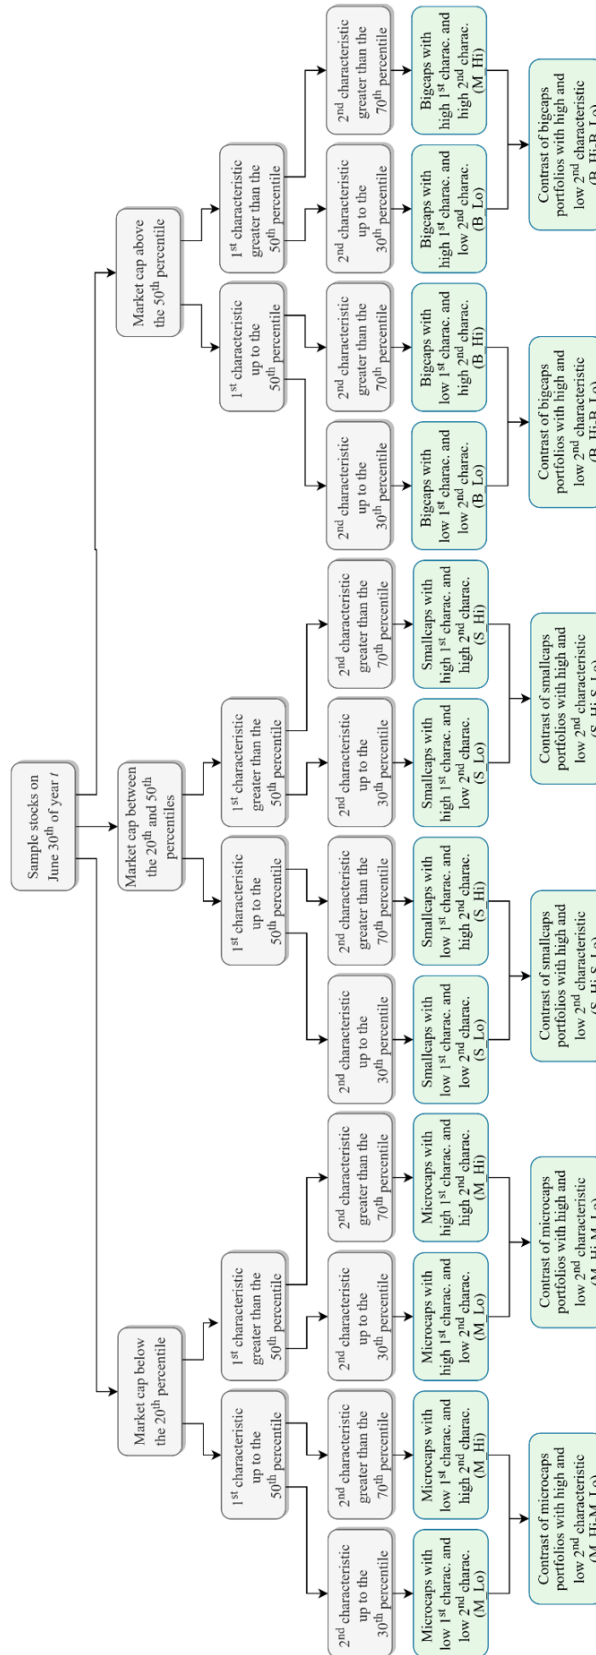 Sample stocks on
June 30th of year t
Market cap below
the 20th percentile
Market cap between
the 20th and 50th
percentiles
Market cap above
the 50th percentile
1st characteristic
up to the
50th percentile
1st characteristic
greater than the
50th percentile
1st characteristic
up to the
50th percentile
1st characteristic
greater than the
50th percentile
1st characteristic
up to the
50th percentile
1st characteristic
greater than the
50th percentile
2nd characteristic
up to the
30th percentile
2nd characteristic
greater than the
70th percentile
2nd characteristic
up to the
30th percentile
2nd characteristic
greater than the
70th percentile
2nd characteristic
up to the
30th percentile
2nd characteristic
greater than the
70th percentile
2nd characteristic
up to the
30th percentile
2nd characteristic
greater than the
70th percentile
2nd characteristic
up to the
30th percentile
2nd characteristic
greater than the
70th percentile
2nd characteristic
up to the
30th percentile
2nd characteristic
greater than the
70th percentile
Microcaps with
low 1st charac. and
low 2nd charac.
(M_Lo)
Microcaps with
low 1st charac. and
high 2nd charac.
(M_Hi)
Microcaps with
high 1st charac. and
low 2nd charac.
(M_Lo)
Microcaps with
high 1st charac. and
high 2nd charac.
(M_Hi)
Smallcaps with
low 1st charac. and
low 2nd charac.
(S_Lo)
Smallcaps with
low 1st charac. and
high 2nd charac.
(S_Hi)
Smallcaps with
high 1st charac. and
low 2nd charac.
(S_Lo)
Smallcaps with
high 1st charac. and
high 2nd charac.
(S_Hi)
Bigcaps with
low 1st charac. and
low 2nd charac.
(B_Lo)
Bigcaps with
low 1st charac. and
high 2nd charac.
(B_Hi)
Bigcaps with
high 1st charac. and
low 2nd charac.
(B_Lo)
Bigcaps with
high 1st charac. and
high 2nd charac.
(M_Hi)
Contrast of microcaps
portfolios with high and
low 2nd characteristic
(M_Hi-M_Lo)
Contrast of microcaps
portfolios with high and
low 2nd characteristic
(M_Hi-M_Lo)
Contrast of smallcaps
portfolios with high and
low 2nd characteristic
(S_Hi-S_Lo)
Contrast of smallcaps
portfolios with high and
low 2nd characteristic
(S_Hi-S_Lo)
Contrast of bigcaps
portfolios with high and
low 2nd characteristic
(B_Hi-B_Lo)
Contrast of bigcaps
portfolios with high and
low 2nd characteristic
(B_Hi-B_Lo)